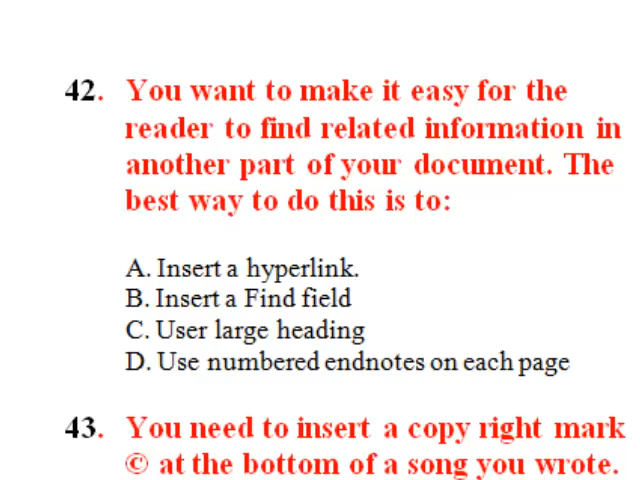 42. You want to make it easy for the
reader to find related information in
another part of your document. The
best way to do this is to:
A. Insert a hyperlink.
B. Insert a Find field
C. User large heading
D. Use numbered endnotes on each page
43. You need to insert a copy right mark
© at the bottom of a song you wrote.